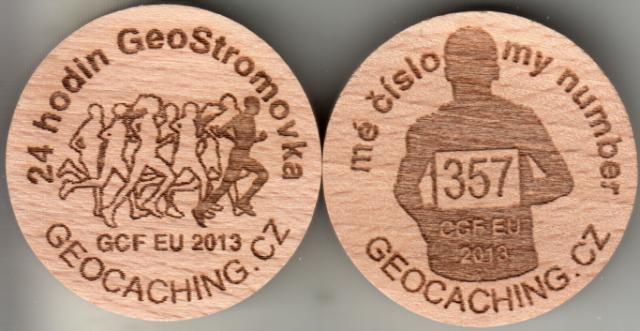 24 hodin GeoStromovka
GCF EU 2013
GEOCACHING.CZ
mé číslo my number
357
GCF EU
2013
GEOCACHING.CZ